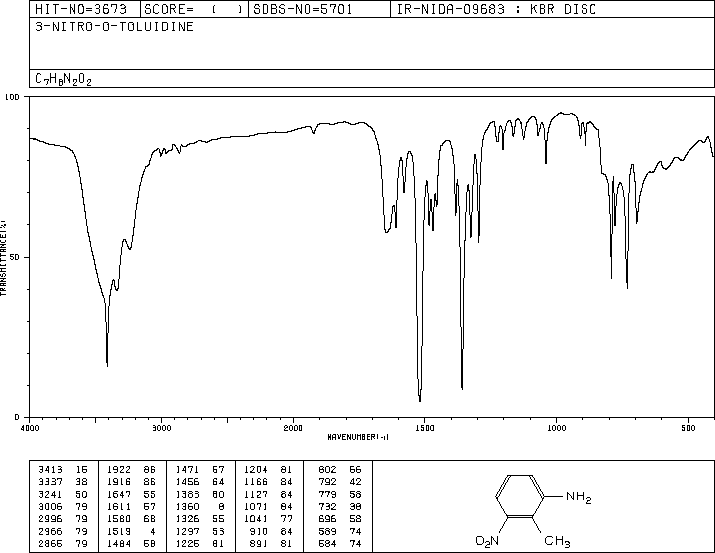 HIT-NO=3673 SCORE= ( ) SDBS-NO=5701 IR-NIDA-09683 : KBR DISC
3-NITRO-O-TOLUIDINE
C7H8N2O2
100
50
0
TRANSMITTANCE(%)
4000 3000 2000 1500 1000 500
WAVENUMBER(-1)
3413 16 1922 86 1471 57 1204 81 802 66
3337 38 1916 86 1456 64 1166 84 792 42
3241 50 1647 55 1383 60 1127 84 779 58
3006 79 1611 57 1360 8 1071 84 732 38
2996 79 1580 68 1326 55 1041 77 696 58
2966 79 1519 4 1297 53 910 84 589 74
2866 79 1484 58 1226 81 891 81 584 74
NH2
O2N
CH3